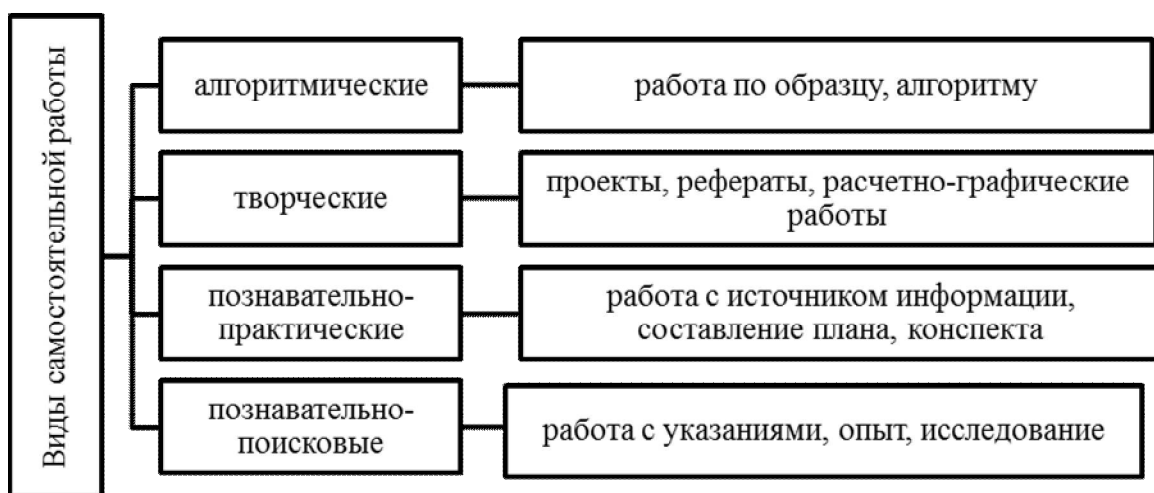 Виды самостоятельной работы
алгоритмические
работа по образцу, алгоритму
творческие
проекты, рефераты, расчетно-графические
работы
познавательно-
практические
работа с источником информации,
составление плана, конспекта
познавательно-
поисковые
работа с указаниями, опыт, исследование